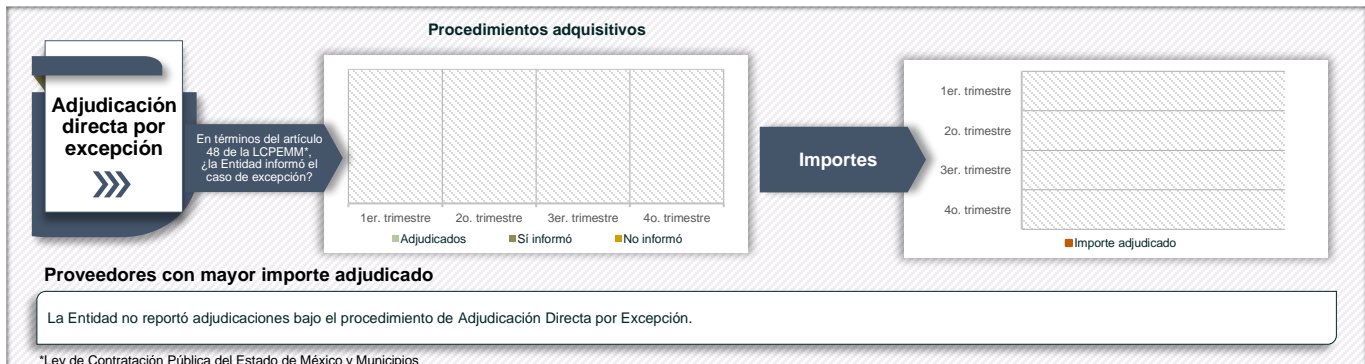 Procedimientos adquisitivos
Adjudicación
directa por
excepción
En términos del artículo
48 de la LCPEMM*,
¿la Entidad informó el
caso de excepción?
1er. trimestre
2o. trimestre
3er. trimestre
4o. trimestre
Adjudicados
Sí informó
No informó
Importes
1er. trimestre
2o. trimestre
3er. trimestre
4o. trimestre
Importe adjudicado
Proveedores con mayor importe adjudicado
La Entidad no reportó adjudicaciones bajo el procedimiento de Adjudicación Directa por Excepción.
*Ley de Contratación Pública del Estado de México y Municipios